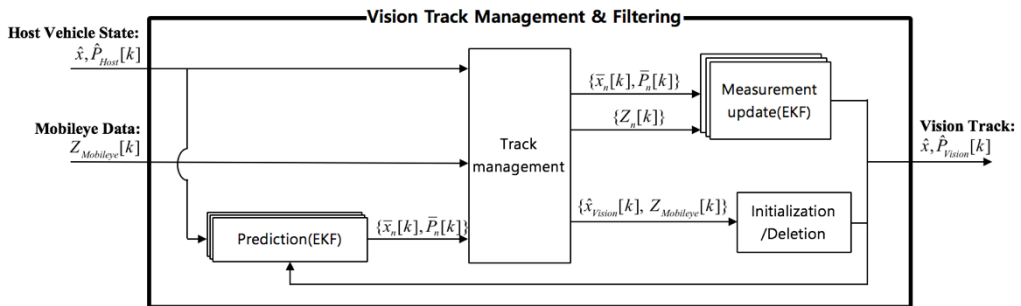 Vision Track Management & Filtering
Host Vehicle State:
x̂, P̂_Host[k]
Mobileye Data:
Z_Mobileye[k]
Prediction(EKF)
{x̄_n[k], P̄_n[k]}
Track
management
{x̄_n[k], P̄_n[k]}
{Z_n[k]}
{x̂_Vision[k], Z_Mobileye[k]}
Measurement
update(EKF)
Initialization
/Deletion
Vision Track:
x̂, P̂_Vision[k]